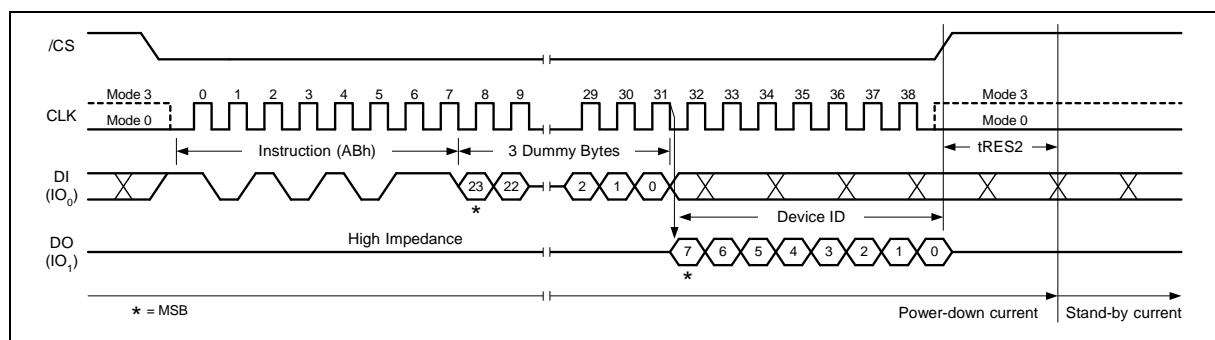 /CS
Mode 3 0 1 2 3 4 5 6 7 8 9 29 30 31 32 33 34 35 36 37 38 Mode 3
CLK
Mode 0 Mode 0
Instruction (ABh) 3 Dummy Bytes tRES2
DI
(IO0)
23 22 2 1 0
*
Device ID
High Impedance
DO
(IO1)
7 6 5 4 3 2 1 0
*
* = MSB
Power-down current Stand-by current